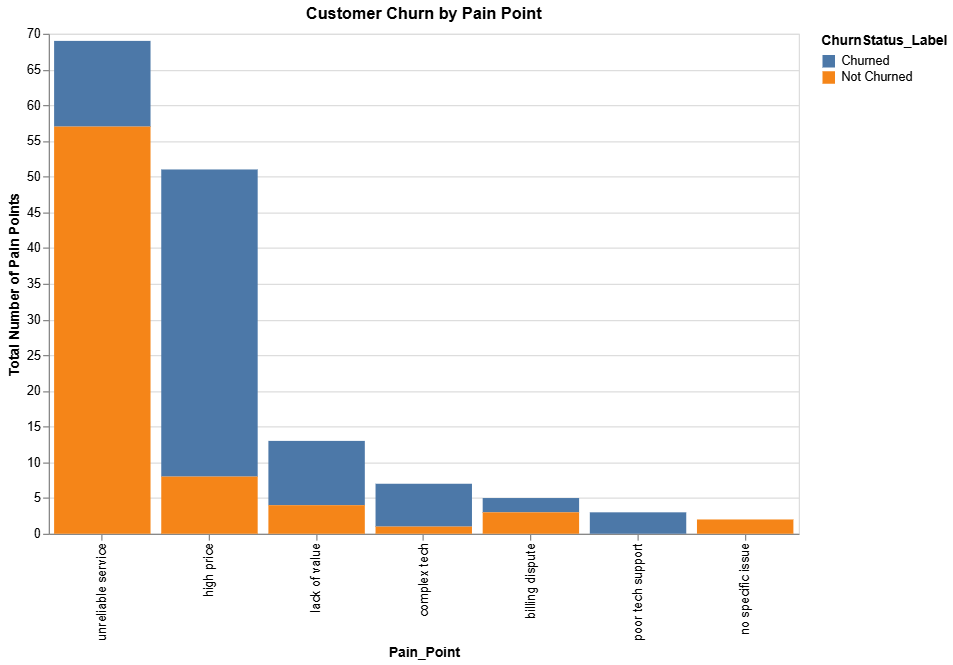 Customer Churn by Pain Point
ChurnStatus_Label
Churned
Not Churned
Total Number of Pain Points
70
65
60
55
50
45
40
35
30
25
20
15
10
5
0
unreliable service
high price
lack of value
complex tech
billing dispute
poor tech support
no specific issue
Pain_Point